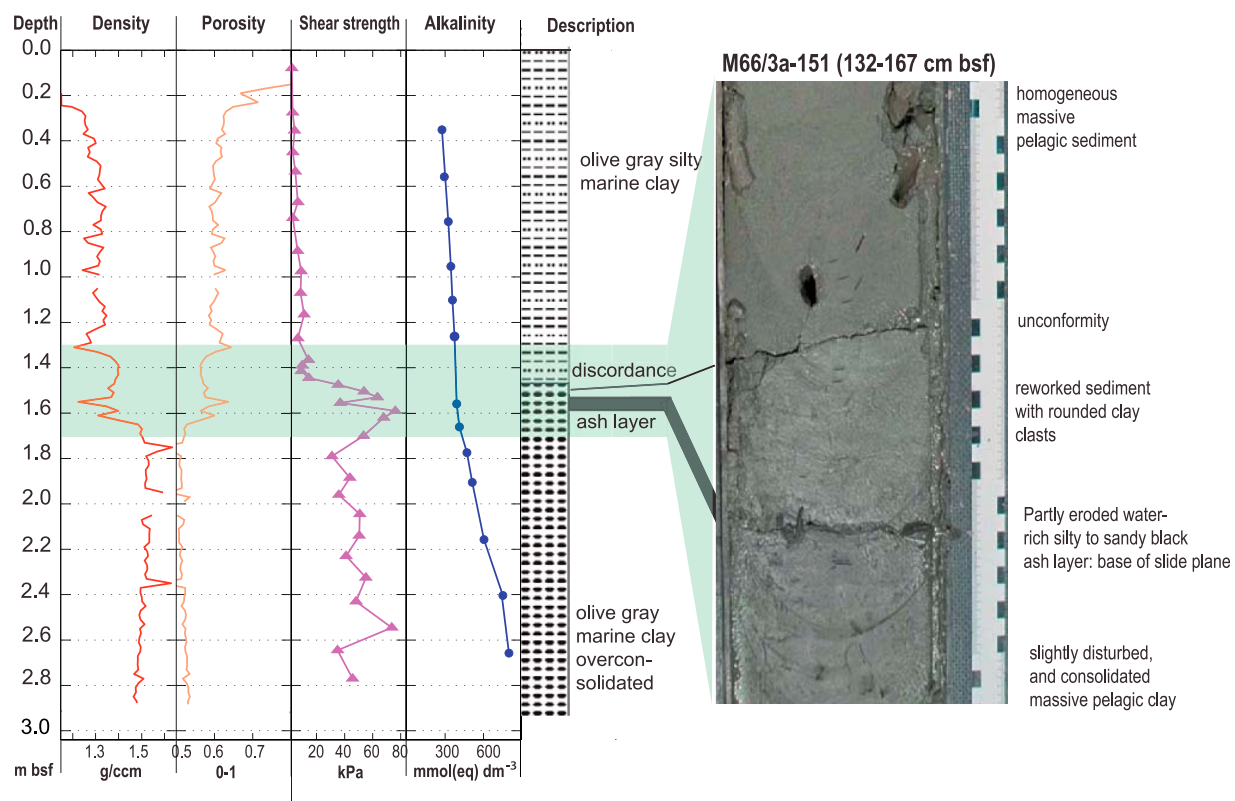 Depth Density Porosity Shear strength Alkalinity Description
0.0
0.2
0.4
0.6
0.8
1.0
1.2
1.4
1.6
1.8
2.0
2.2
2.4
2.6
2.8
3.0
1.3 1.5 0.5 0.6 0.7 20 40 60 80 300 600
m bsf g/ccm 0-1 kPa mmol(eq) dm⁻³
olive gray silty
marine clay
discordance
ash layer
olive gray
marine clay
overcon-
solidated
M66/3a-151 (132-167 cm bsf)
homogeneous
massive
pelagic sediment
unconformity
reworked sediment
with rounded clay
clasts
Partly eroded water-
rich silty to sandy black
ash layer: base of slide plane
slightly disturbed,
and consolidated
massive pelagic clay